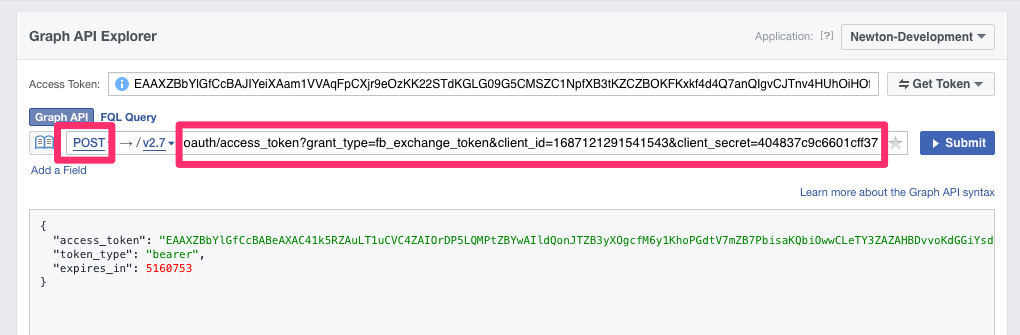 Graph API Explorer
Application: [?] Newton-Development
Access Token: EAAXZBbYlGfCcBAJIYeiXAam1VVAqFpCXjr9eOzKK22STdKGLG09G5CMSZC1NpfXB3tKZCZBOKFKxkf4d4Q7anQIgvCJTnv4HUhOiHOf Get Token
Graph API FQL Query
POST → / v2.7 oauth/access_token?grant_type=fb_exchange_token&client_id=1687121291541543&client_secret=404837c9c6601cff37 Submit
Add a Field
Learn more about the Graph API syntax
{
"access_token": "EAAXZBbYlGfCcBABeAXAC41k5RZAuLT1uCVC4ZAIOrDP5LQMPtZBYwAIldQonJTZB3yXOgcfM6y1KhoPGdtV7mZB7PbisaKQbiOwwCLeTY3ZAZAHBDvvoKdGGiYsd
"token_type": "bearer",
"expires_in": 5160753
}